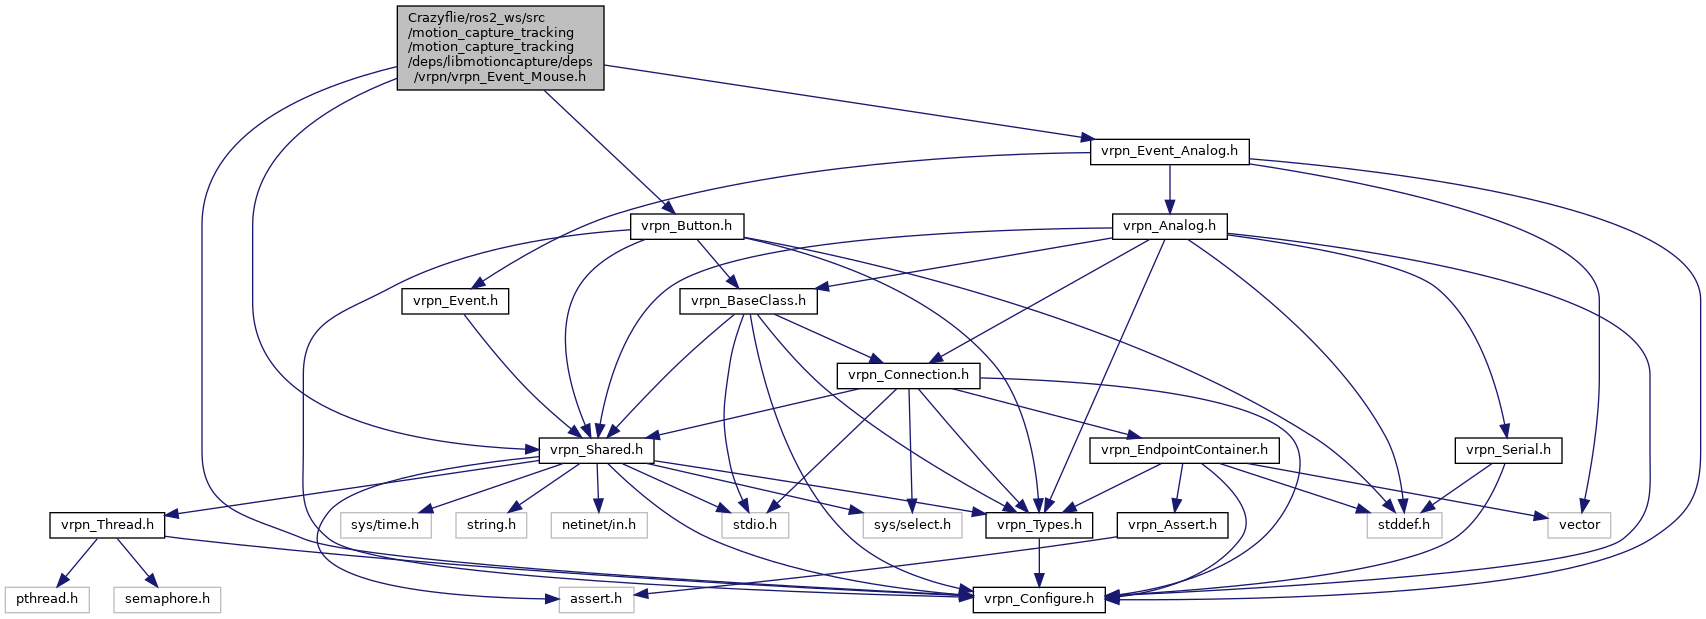 Crazyflie/ros2_ws/src
/motion_capture_tracking
/motion_capture_tracking
/deps/libmotioncapture/deps
/vrpn/vrpn_Event_Mouse.h
vrpn_Event_Analog.h
vrpn_Button.h
vrpn_Analog.h
vrpn_Event.h
vrpn_BaseClass.h
vrpn_Connection.h
vrpn_Shared.h
vrpn_EndpointContainer.h
vrpn_Serial.h
vrpn_Thread.h
sys/time.h
string.h
netinet/in.h
stdio.h
sys/select.h
vrpn_Types.h
vrpn_Assert.h
stddef.h
vector
pthread.h
semaphore.h
assert.h
vrpn_Configure.h